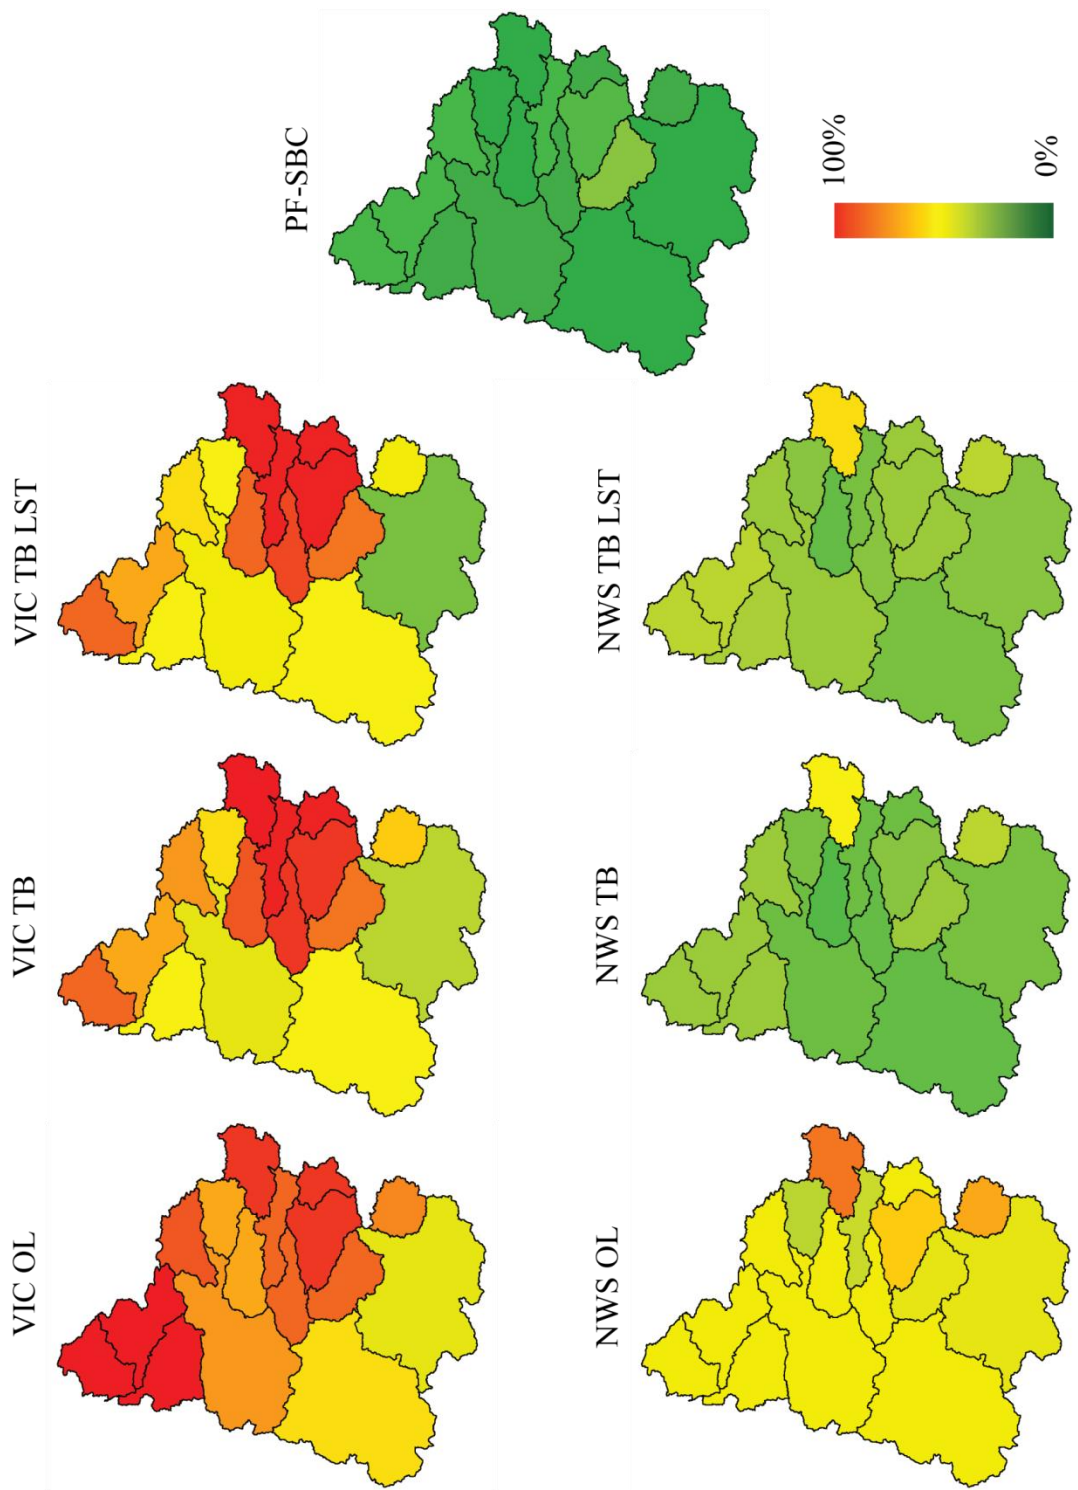 VIC OL
VIC TB
VIC TB LST
NWS OL
NWS TB
NWS TB LST
PF-SBC
100%
0%